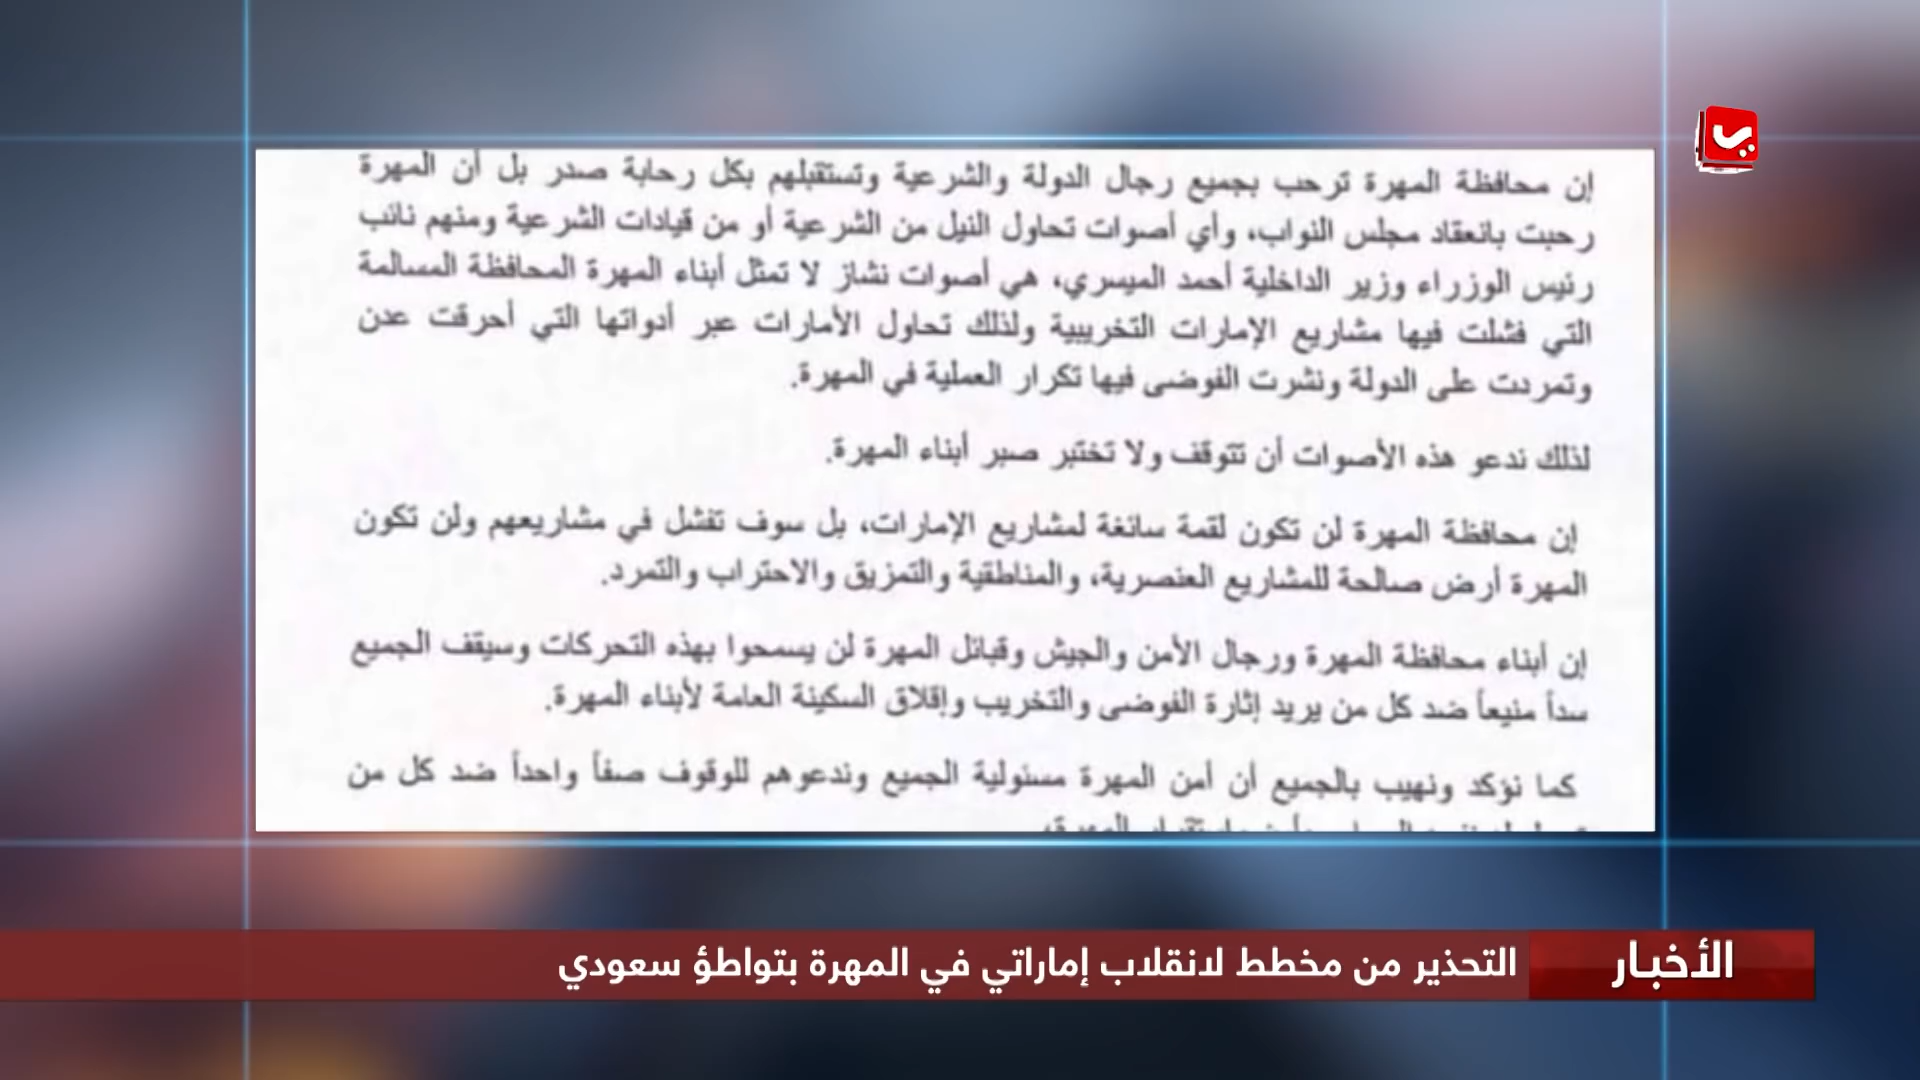 إن محافظة المهرة ترحب بجميع رجال الدولة والشرعية وتستقبلهم بكل رحابة صدر بل أن المهرة
رحبت بانعقاد مجلس النواب، وأي أصوات تحاول النيل من الشرعية أو من قيادات الشرعية ومنهم نائب
رئيس الوزراء وزير الداخلية أحمد الميسري، هي أصوات نشاز لا تمثل أبناء المهرة المحافظة المسالمة
التي فشلت فيها مشاريع الإمارات التخريبية ولذلك تحاول الأمارات عبر أدواتها التي أحرقت عدن
وتمردت على الدولة ونشرت الفوضى فيها تكرار العملية في المهرة.
لذلك ندعو هذه الأصوات أن تتوقف ولا تختبر صبر أبناء المهرة.
إن محافظة المهرة لن تكون لقمة سائغة لمشاريع الإمارات، بل سوف تفشل في مشاريعهم ولن تكون
المهرة أرض صالحة للمشاريع العنصرية، والمناطقية والتمزيق والاحتراب والتمرد.
إن أبناء محافظة المهرة ورجال الأمن والجيش وقبائل المهرة لن يسمحوا بهذه التحركات وسيقف الجميع
سداً منيعاً ضد كل من يريد إثارة الفوضى والتخريب وإقلاق السكينة العامة لأبناء المهرة.
كما نؤكد ونهيب بالجميع أن أمن المهرة مسئولية الجميع وندعوهم للوقوف صفاً واحداً ضد كل من
المهرة،
الأخبار
التحذير من مخطط لانقلاب إماراتي في المهرة بتواطؤ سعودي